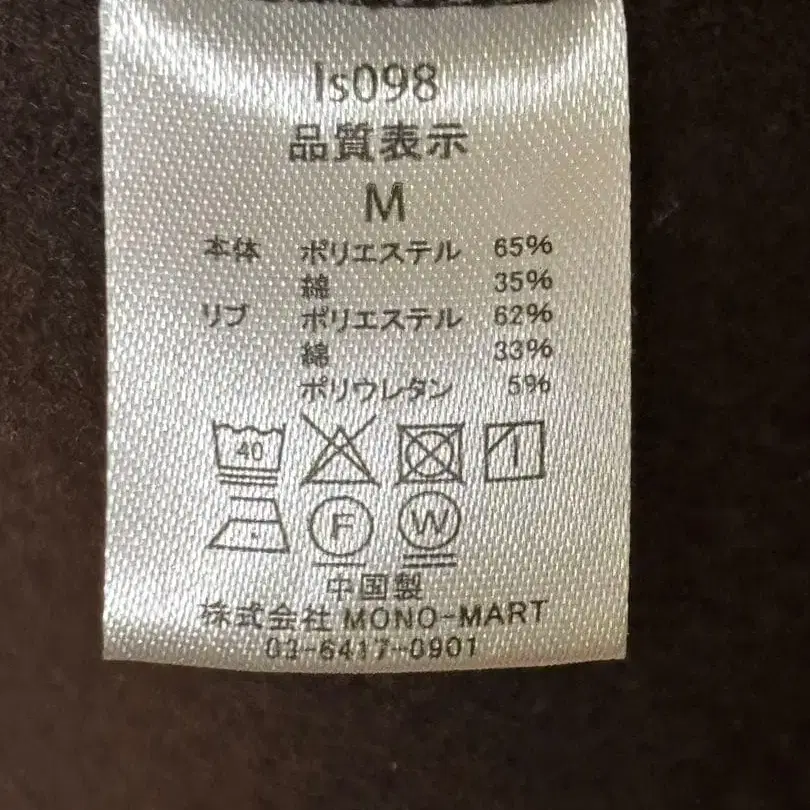 ls098
品質表示
M
本体 ポリエステル 65%
綿 35%
リブ ポリエステル 62%
綿 33%
ポリウレタン 5%
40
F W
中国製
株式会社 MONO-MART
03-6417-0901